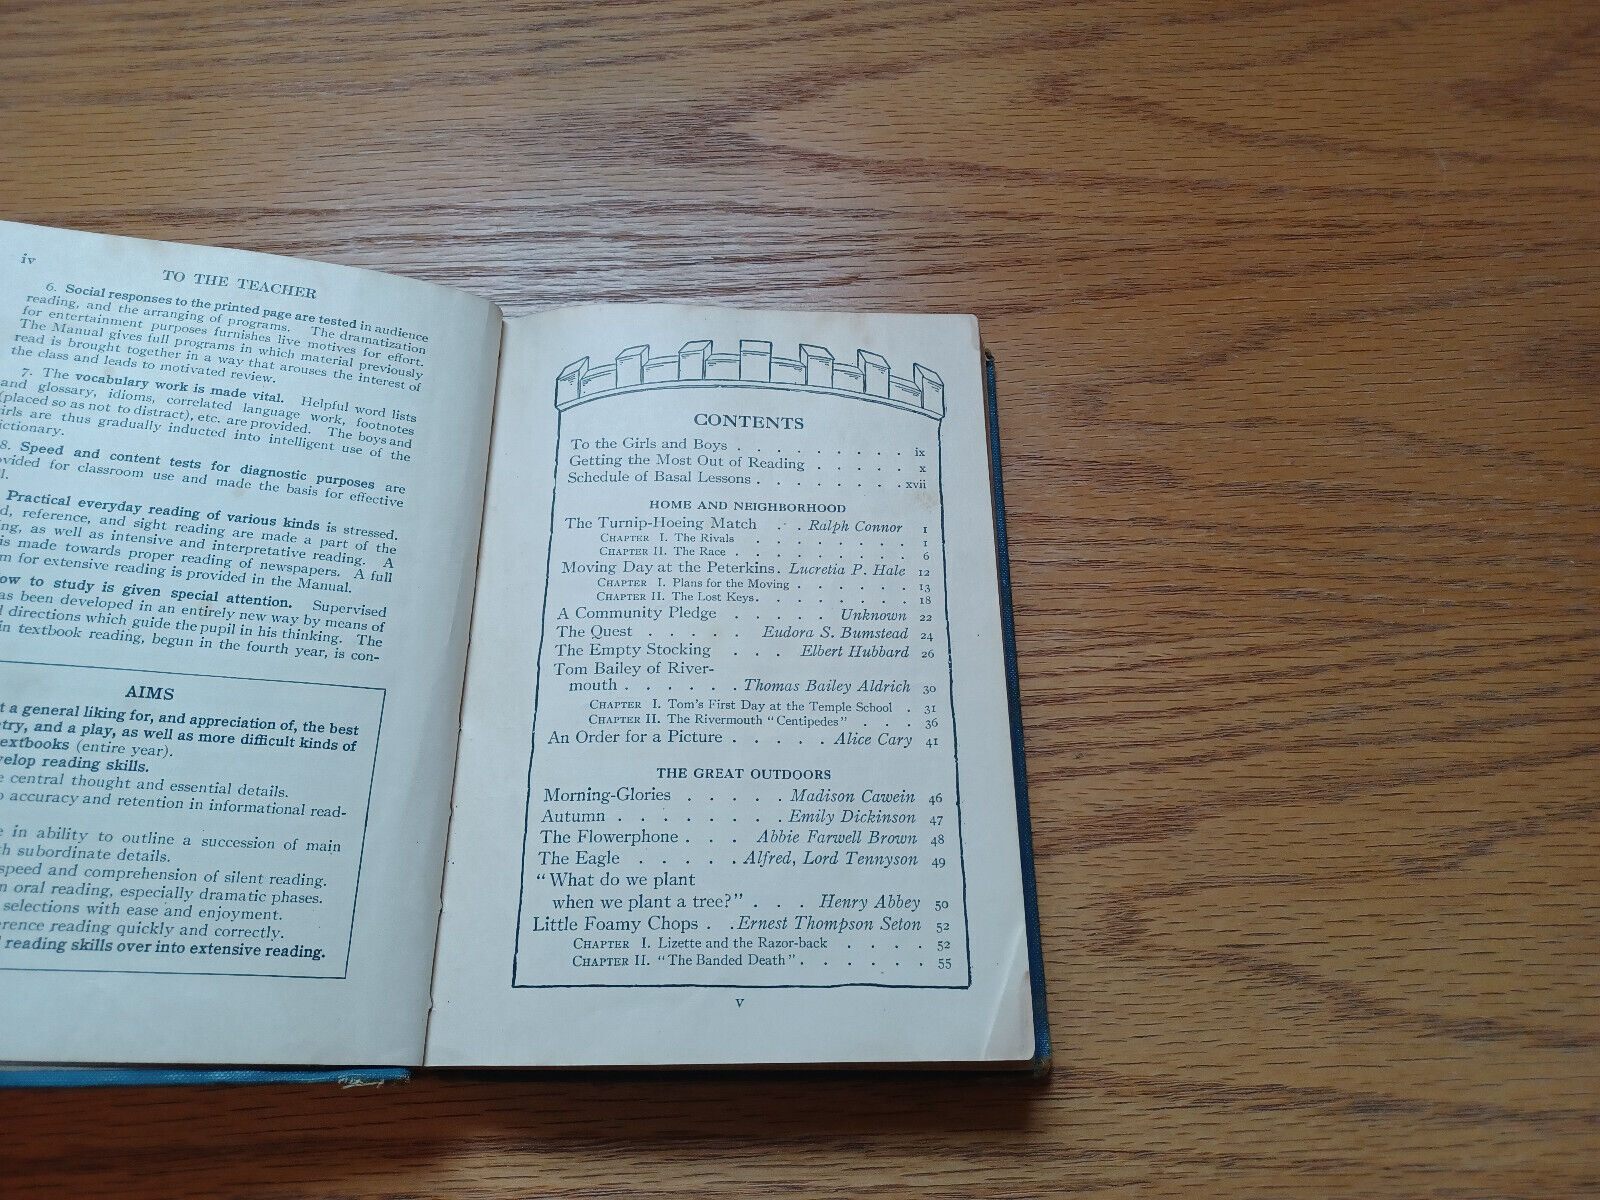 iv
TO THE TEACHER
6. Social responses to the printed page are tested in audience
reading, and the arranging of programs. The dramatization
for entertainment purposes furnishes live motives for effort.
The Manual gives full programs in which material previously
read is brought together in a way that arouses the interest of
the class and leads to motivated review.
7. The vocabulary work is made vital. Helpful word lists
and glossary, idioms, correlated language work, footnotes
(placed so as not to distract), etc. are provided. The boys and
irls are thus gradually inducted into intelligent use of the
ictionary.
8. Speed and content tests for diagnostic purposes are
ovided for classroom use and made the basis for effective
l.
Practical everyday reading of various kinds is stressed.
d, reference, and sight reading are made a part of the
ng, as well as intensive and interpretative reading. A
is made towards proper reading of newspapers. A full
m for extensive reading is provided in the Manual.
ow to study is given special attention. Supervised
as been developed in an entirely new way by means of
l directions which guide the pupil in his thinking. The
in textbook reading, begun in the fourth year, is con-
AIMS
t a general liking for, and appreciation of, the best
etry, and a play, as well as more difficult kinds of
extbooks (entire year).
velop reading skills.
e central thought and essential details.
o accuracy and retention in informational read-
e in ability to outline a succession of main
th subordinate details.
speed and comprehension of silent reading.
n oral reading, especially dramatic phases.
selections with ease and enjoyment.
erence reading quickly and correctly.
l reading skills over into extensive reading.
CONTENTS
To the Girls and Boys . . . . . . . . . ix
Getting the Most Out of Reading . . . . . x
Schedule of Basal Lessons . . . . . . . . xvii
HOME AND NEIGHBORHOOD
The Turnip-Hoeing Match . . Ralph Connor 1
CHAPTER I. The Rivals . . . . . . . . 1
CHAPTER II. The Race . . . . . . . . 6
Moving Day at the Peterkins . Lucretia P. Hale 12
CHAPTER I. Plans for the Moving . . . . . 13
CHAPTER II. The Lost Keys . . . . . . . 18
A Community Pledge . . . . . Unknown 22
The Quest . . . . . Eudora S. Bumstead 24
The Empty Stocking . . . Elbert Hubbard 26
Tom Bailey of River-
mouth . . . . . . Thomas Bailey Aldrich 30
CHAPTER I. Tom's First Day at the Temple School . 31
CHAPTER II. The Rivermouth "Centipedes" . . . 36
An Order for a Picture . . . . . Alice Cary 41
THE GREAT OUTDOORS
Morning-Glories . . . . . Madison Cawein 46
Autumn . . . . . . . . Emily Dickinson 47
The Flowerphone . . . Abbie Farwell Brown 48
The Eagle . . . . . Alfred, Lord Tennyson 49
"What do we plant
when we plant a tree?" . . . Henry Abbey 50
Little Foamy Chops . . Ernest Thompson Seton 52
CHAPTER I. Lizette and the Razor-back . . . . 52
CHAPTER II. "The Banded Death" . . . . . . 55
v